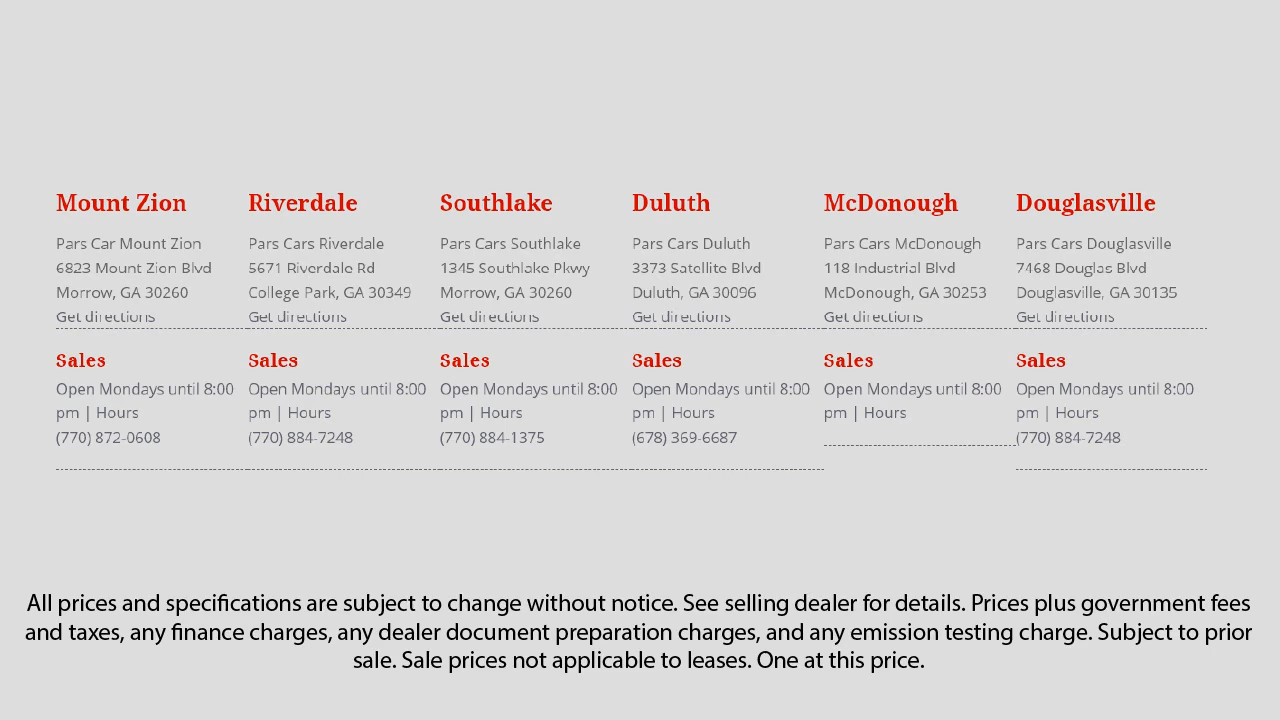 Mount Zion
Pars Car Mount Zion
6823 Mount Zion Blvd
Morrow, GA 30260
Get directions
Sales
Open Mondays until 8:00
pm | Hours
(770) 872-0608
Riverdale
Pars Cars Riverdale
5671 Riverdale Rd
College Park, GA 30349
Get directions
Sales
Open Mondays until 8:00
pm | Hours
(770) 884-7248
Southlake
Pars Cars Southlake
1345 Southlake Pkwy
Morrow, GA 30260
Get directions
Sales
Open Mondays until 8:00
pm | Hours
(770) 884-1375
Duluth
Pars Cars Duluth
3373 Satellite Blvd
Duluth, GA 30096
Get directions
Sales
Open Mondays until 8:00
pm | Hours
(678) 369-6687
McDonough
Pars Cars McDonough
118 Industrial Blvd
McDonough, GA 30253
Get directions
Sales
Open Mondays until 8:00
pm | Hours
Douglasville
Pars Cars Douglasville
7468 Douglas Blvd
Douglasville, GA 30135
Get directions
Sales
Open Mondays until 8:00
pm | Hours
(770) 884-7248
All prices and specifications are subject to change without notice. See selling dealer for details. Prices plus government fees
and taxes, any finance charges, any dealer document preparation charges, and any emission testing charge. Subject to prior
sale. Sale prices not applicable to leases. One at this price.